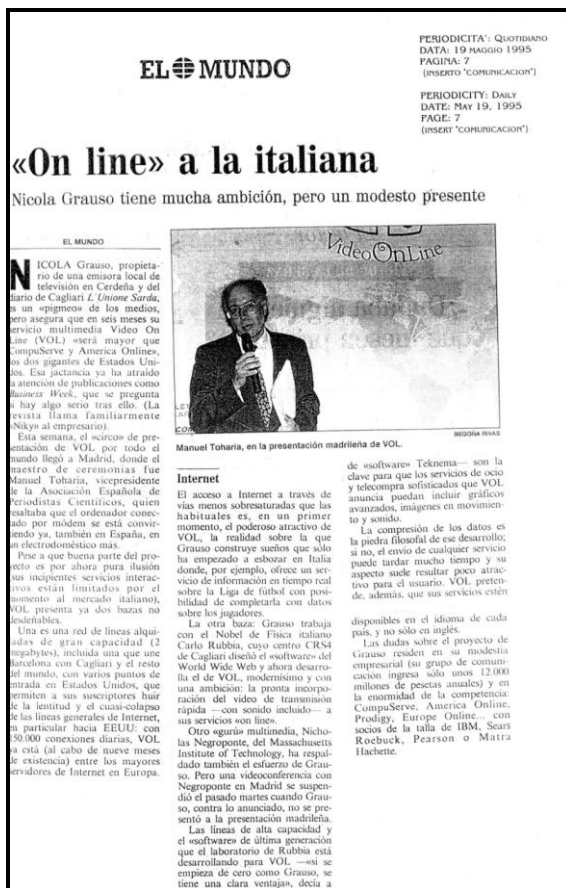 EL MUNDO
PERIODICITA': QUOTIDIANO
DATA: 19 MAGGIO 1995
PAGINA: 7
(INSERTO "COMUNICACION")
PERIODICITY: DAILY
DATE: MAY 19, 1995
PAGE: 7
(INSERT "COMUNICACION")
«On line» a la italiana
Nicola Grauso tiene mucha ambición, pero un modesto presente
EL MUNDO
NICOLA Grauso, propieta-
rio de una emisora local de
televisión en Cerdeña y del
diario de Cagliari L'Unione Sarda,
es un «pigmeo» de los medios,
pero asegura que en seis meses su
servicio multimedia Video On
Line (VOL) «será mayor que
CompuServe y America Online»,
los dos gigantes de Estados Uni-
dos. Esa jactancia ya ha atraído
la atención de publicaciones como
Business Week, que se pregunta
si hay algo serio tras ello. (La
revista llama familiarmente
«Niky» al empresario).
Esta semana, el «circo» de pre-
sentación de VOL por todo el
mundo llegó a Madrid, donde el
maestro de ceremonias fue
Manuel Toharia, vicepresidente
de la Asociación Española de
Periodistas Científicos, quien
resaltaba que el ordenador conec-
tado por módem se está convir-
tiendo ya, también en España, en
un electrodoméstico más.
Pese a que buena parte del pro-
yecto es por ahora pura ilusión
(sus incipientes servicios interac-
tivos están limitados por el
momento al mercado italiano),
VOL presenta ya dos bazas no
desdeñables.
Una es una red de líneas alqui-
ladas de gran capacidad (2
megabytes), incluida una que une
Barcelona con Cagliari y el resto
del mundo, con varios puntos de
entrada en Estados Unidos, que
permiten a sus suscriptores huir
de la lentitud y el cuasi-colapso
de las líneas generales de Internet,
en particular hacia EEUU: con
150.000 conexiones diarias, VOL
ya está (al cabo de nueve meses
de existencia) entre los mayores
servidores de Internet en Europa.
VideoOnLine
BEGOÑA RIVAS
Manuel Toharia, en la presentación madrileña de VOL.
Internet
El acceso a Internet a través de
vías menos sobresaturadas que las
habituales es, en un primer
momento, el poderoso atractivo de
VOL, la realidad sobre la que
Grauso construye sueños que sólo
ha empezado a esbozar en Italia
donde, por ejemplo, ofrece un ser-
vicio de información en tiempo real
sobre la Liga de fútbol con posi-
bilidad de completarla con datos
sobre los jugadores.
La otra baza: Grauso trabaja
con el Nobel de Física italiano
Carlo Rubbia, cuyo centro CRS4
de Cagliari diseñó el «software» del
World Wide Web y ahora desarro-
lla el de VOL, modernísimo y con
una ambición: la pronta incorpo-
ración del video de transmisión
rápida —con sonido incluido— a
sus servicios «on line».
Otro «gurú» multimedia, Nicho-
las Negroponte, del Massachusetts
Institute of Technology, ha respal-
dado también el esfuerzo de Grau-
so. Pero una videoconferencia con
Negroponte en Madrid se suspen-
dió el pasado martes cuando Grau-
so, contra lo anunciado, no se pre-
sentó a la presentación madrileña.
Las líneas de alta capacidad y
el «software» de última generación
que el laboratorio de Rubbia está
desarrollando para VOL —«si se
empieza de cero como Grauso, se
tiene una clara ventaja», decía a
de «software» Teknema— son la
clave para que los servicios de ocio
y telecompra sofisticados que VOL
anuncia puedan incluir gráficos
avanzados, imágenes en movimien-
to y sonido.
La compresión de los datos es
la piedra filosofal de ese desarrollo;
si no, el envío de cualquier servicio
puede tardar mucho tiempo y su
aspecto suele resultar poco atrac-
tivo para el usuario. VOL preten-
de, además, que sus servicios estén
disponibles en el idioma de cada
país, y no sólo en inglés.
Las dudas sobre el proyecto de
Grauso residen en su modestia
empresarial (su grupo de comuni-
cación ingresa sólo unos 12.000
millones de pesetas anuales) y en
la enormidad de la competencia:
CompuServe, America Online,
Prodigy, Europe Online... con
socios de la talla de IBM, Sears
Roebuck, Pearson o Matra
Hachette.